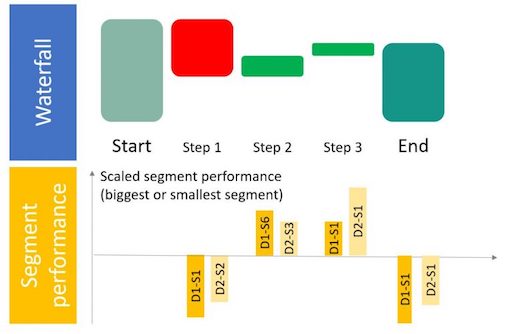 Waterfall
Start
Step 1
Step 2
Step 3
End
Segment
performance
Scaled segment performance
(biggest or smallest segment)
D1-S1
D2-S2
D1-S6
D2-S3
D1-S1
D2-S1
D1-S1
D2-S1